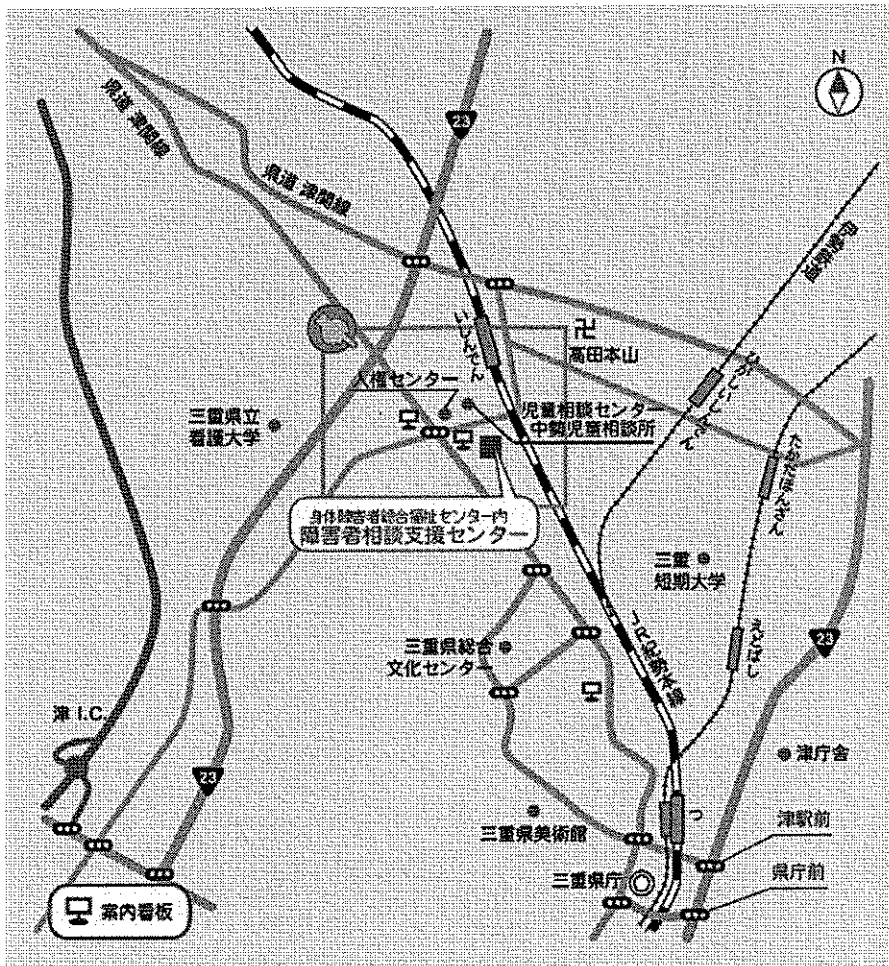 N
23
県道 津関線
県道 津関線
伊勢鉄道
いしんでん
卍
高田本山
ひがしいしんでん
人権センター
児童相談センター
中勢児童相談所
三重県立
看護大学
たかだほんざん
身体障害者総合福祉センター内
障害者相談支援センター
三重
短期大学
えどばし
23
三重県総合
文化センター
津 I.C.
23
津庁舎
つ
三重県美術館
津駅前
三重県庁
県庁前
案内看板